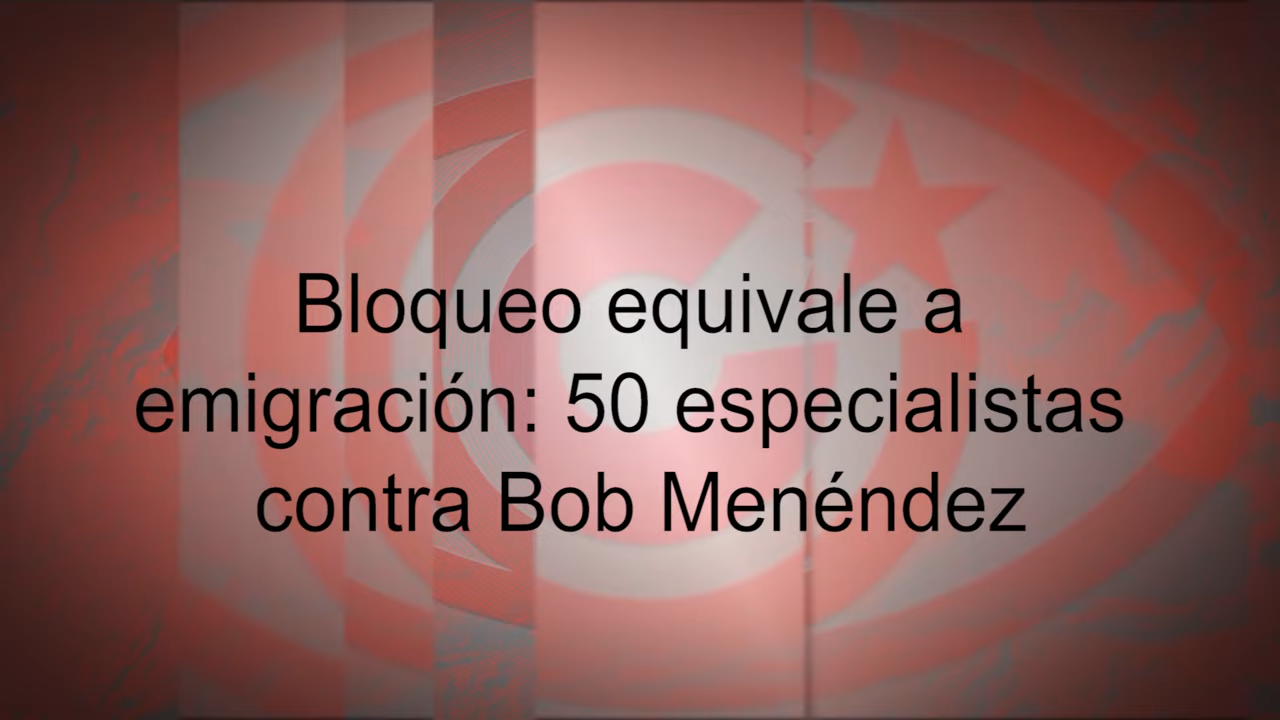 Bloqueo equivale a
emigración: 50 especialistas
contra Bob Menéndez